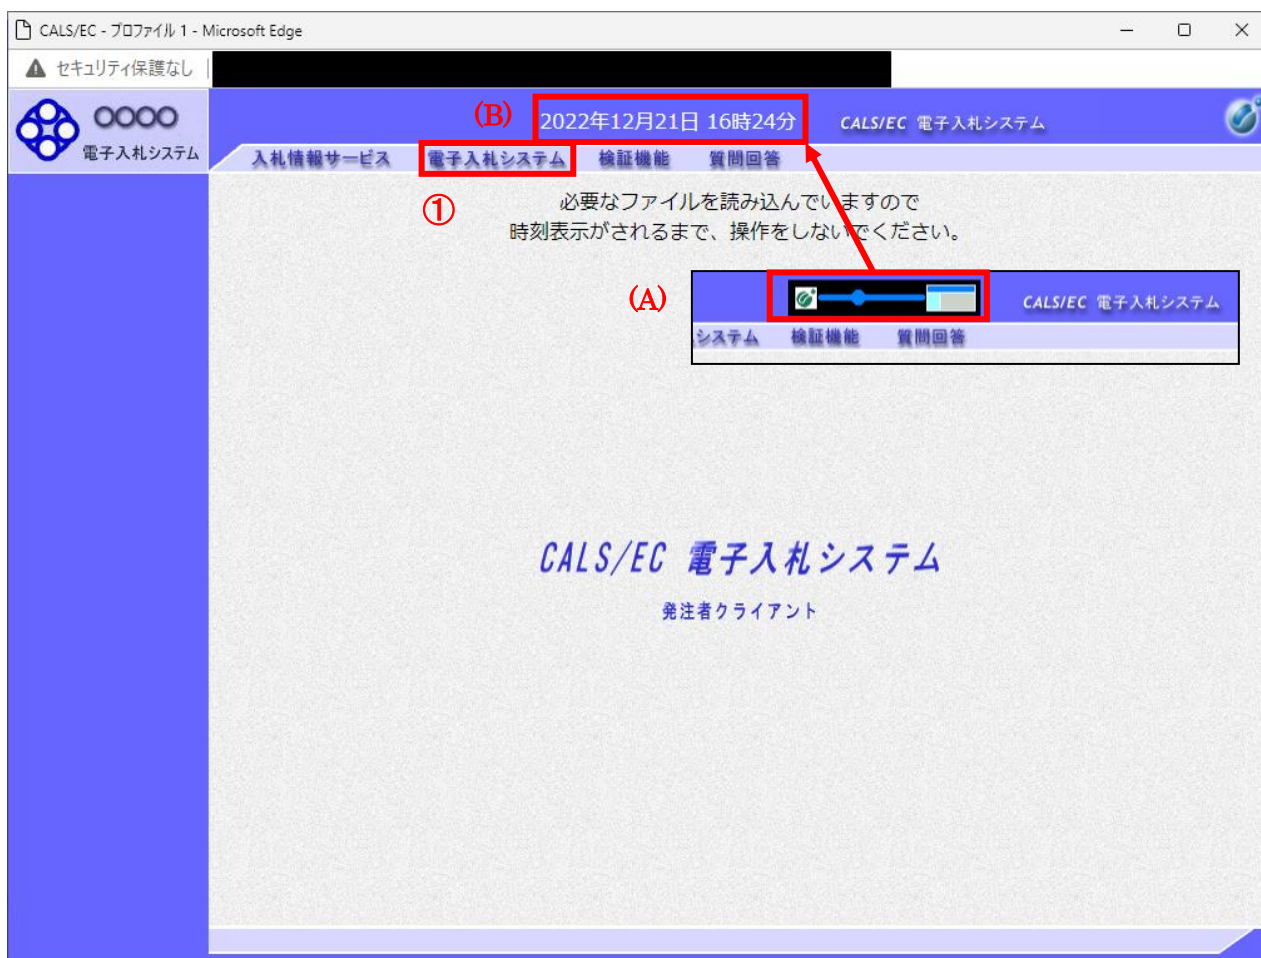 CALS/EC - プロファイル 1 - Microsoft Edge
セキュリティ保護なし
〇〇〇〇
電子入札システム
(B)
2022年12月21日 16時24分
CALS/EC 電子入札システム
入札情報サービス 電子入札システム 検証機能 質問回答
①
必要なファイルを読み込んでいますので
時刻表示がされるまで、操作をしないでください。
(A)
CALS/EC 電子入札システム
システム 検証機能 質問回答
CALS/EC 電子入札システム
発注者クライアント